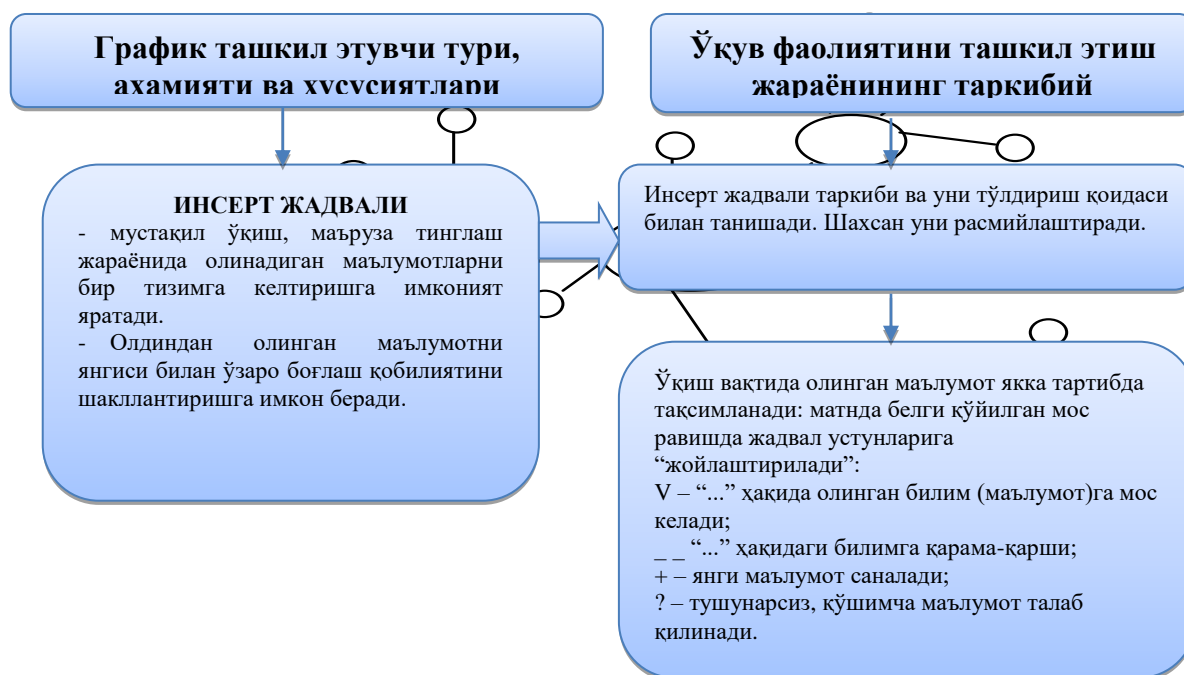 График ташкил этувчи тури,
аҳамияти ва хусусиятлари
Ўқув фаолиятини ташкил этиш
жараёнининг таркибий
ИНСЕРТ ЖАДВАЛИ
- мустақил ўқиш, маъруза тинглаш
жараёнида олинадиган маълумотларни
бир тизимга келтиришга имконият
яратади.
- Олдиндан олинган маълумотни
янгиси билан ўзаро боғлаш қобилиятини
шакллантиришга имкон беради.
Инсерт жадвали таркиби ва уни тўлдириш қоидаси
билан танишади. Шахсан уни расмийлаштиради.
Ўқиш вақтида олинган маълумот якка тартибда
тақсимланади: матнда белги қўйилган мос
равишда жадвал устунларига
“жойлаштирилади”:
V – “...” ҳақида олинган билим (маълумот)га мос
келади;
_ _ “...” ҳақидаги билимга қарама-қарши;
+ – янги маълумот саналади;
? – тушунарсиз, қўшимча маълумот талаб
қилинади.